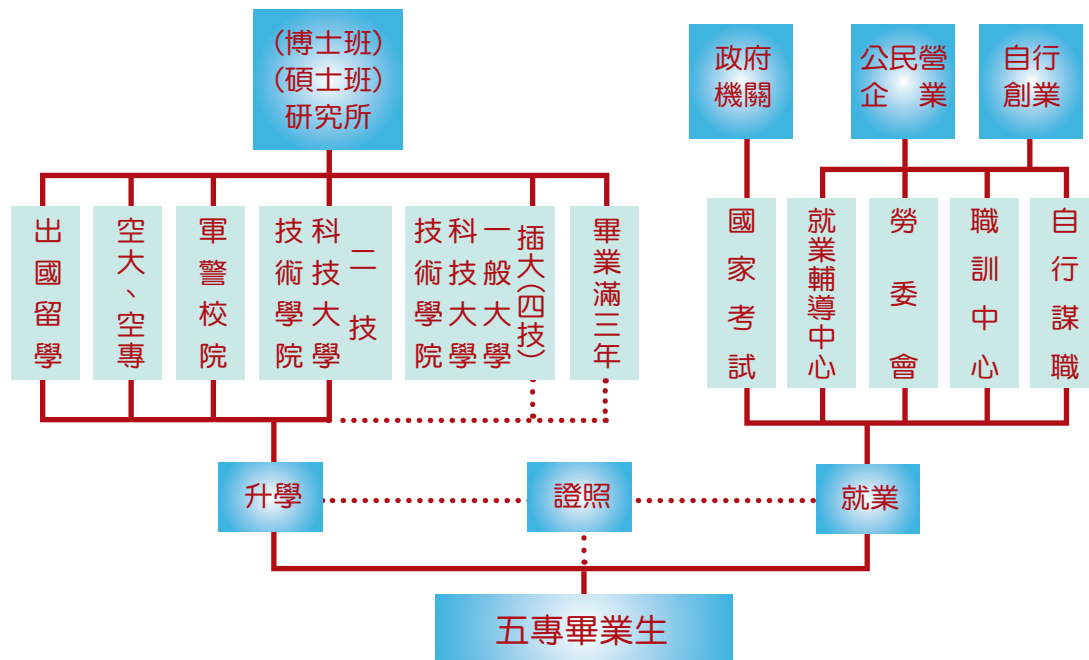 (博士班)
(碩士班)
研究所
政府
機關
公民營
企業
自行
創業
出國留學
空大、空專
軍警校院
二技
科技大學
技術學院
插大(四技)
一般大學
科技大學
技術學院
畢業滿三年
國家考試
就業輔導中心
勞委會
職訓中心
自行謀職
升學
證照
就業
五專畢業生